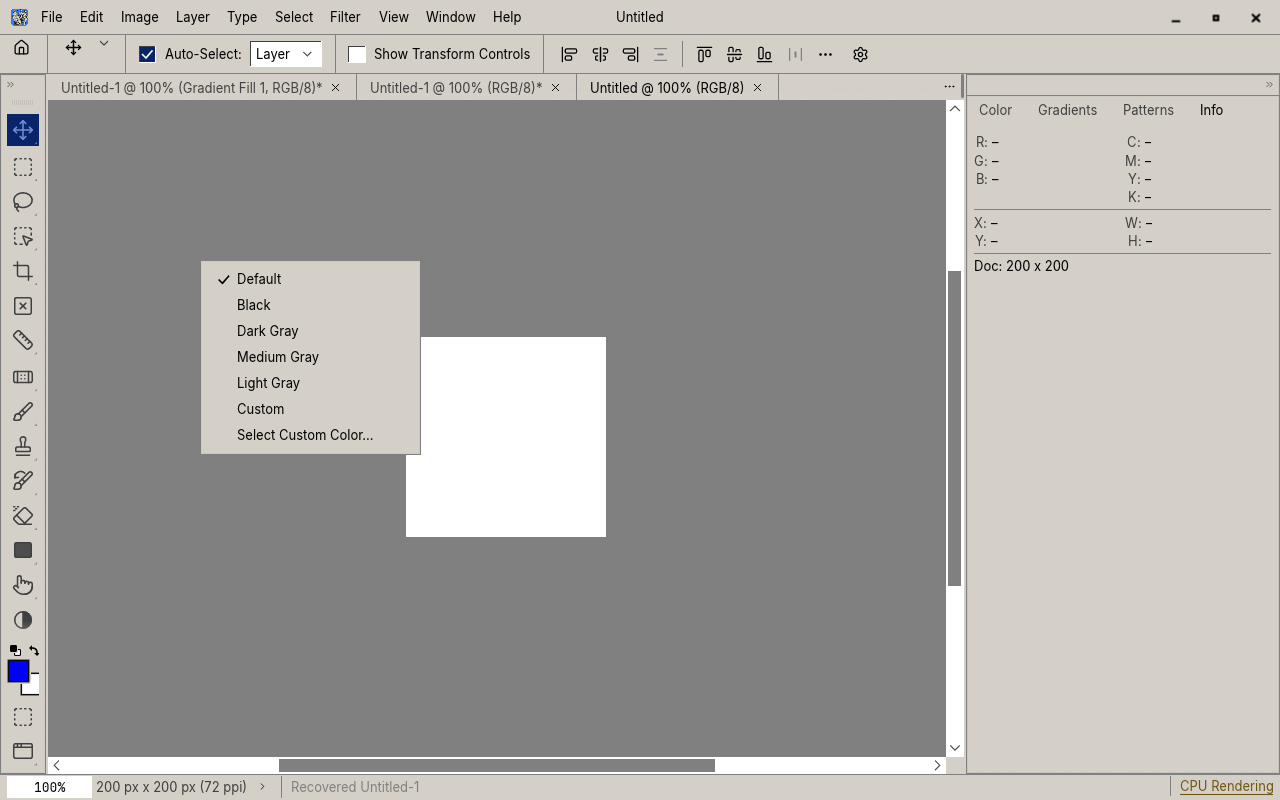 File Edit Image Layer Type Select Filter View Window Help Untitled
Auto-Select: Layer Show Transform Controls
Untitled-1 @ 100% (Gradient Fill 1, RGB/8)* Untitled-1 @ 100% (RGB/8)* Untitled @ 100% (RGB/8)
Color Gradients Patterns Info
R: – C: –
G: – M: –
B: – Y: –
K: –
X: – W: –
Y: – H: –
Doc: 200 x 200
Default
Black
Dark Gray
Medium Gray
Light Gray
Custom
Select Custom Color...
100% 200 px x 200 px (72 ppi) Recovered Untitled-1 CPU Rendering